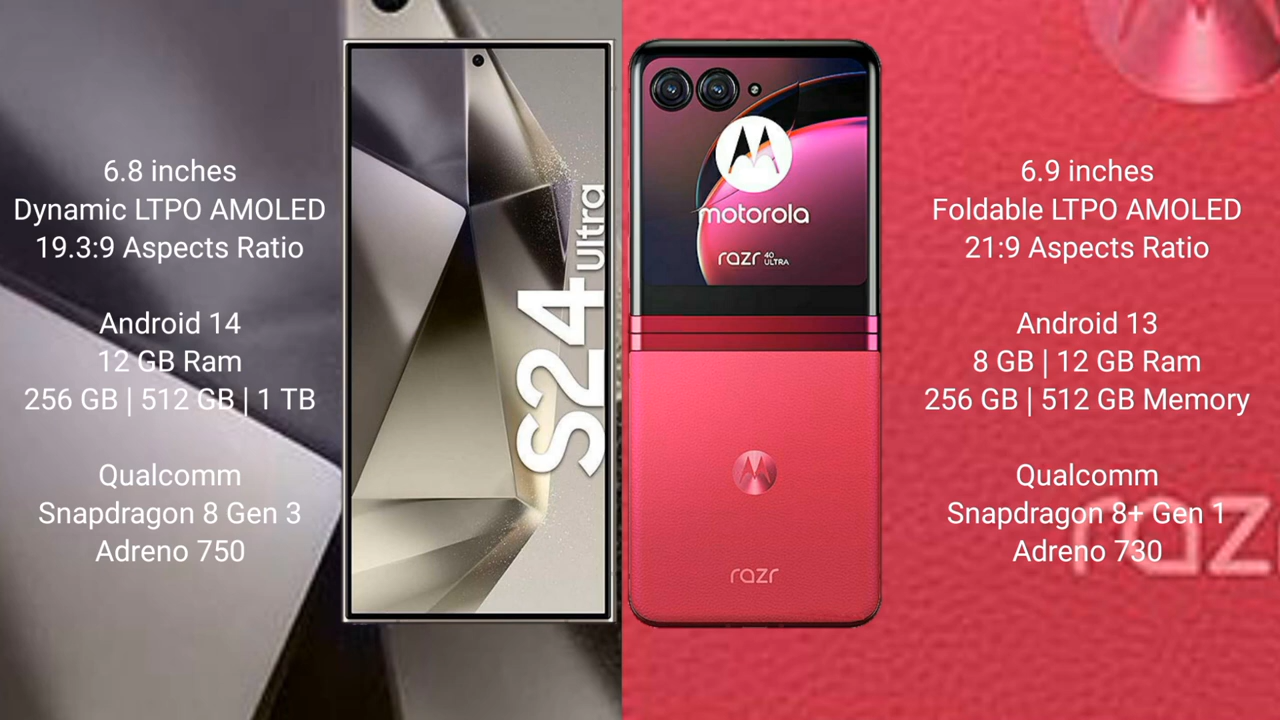 6.8 inches
Dynamic LTPO AMOLED
19.3:9 Aspects Ratio
Android 14
12 GB Ram
256 GB | 512 GB | 1 TB
Qualcomm
Snapdragon 8 Gen 3
Adreno 750
S24 ultra
motorola
razr 40 ULTRA
razr
6.9 inches
Foldable LTPO AMOLED
21:9 Aspects Ratio
Android 13
8 GB | 12 GB Ram
256 GB | 512 GB Memory
Qualcomm
Snapdragon 8+ Gen 1
Adreno 730
raz